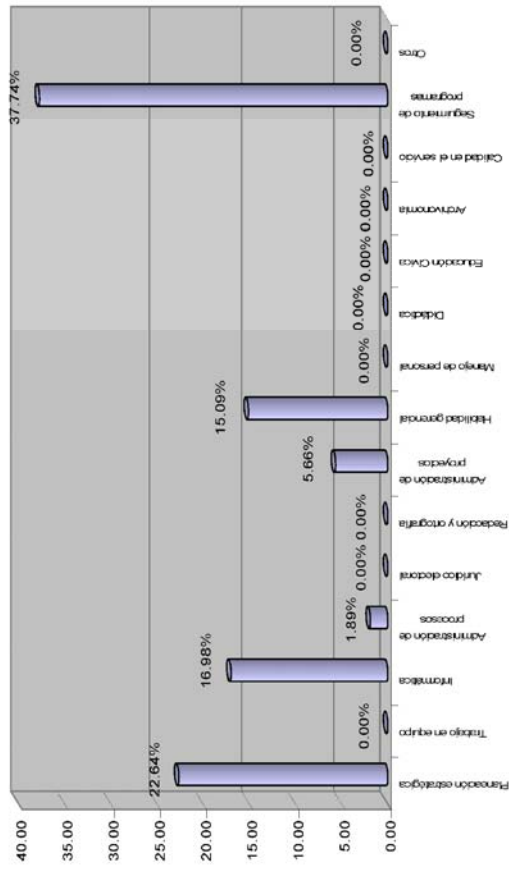 40.00
35.00
30.00
25.00
20.00
15.00
10.00
5.00
0.00
22.64%
0.00%
16.98%
1.89%
0.00%
0.00%
5.66%
15.09%
0.00%
0.00%
0.00%
0.00%
0.00%
37.74%
0.00%
Planeación estratégica
Trabajo en equipo
Informática
Administración de
procesos
Jurídico electoral
Redacción y ortografía
Administración de
proyectos
Habilidad gerencial
Manejo de personal
Didáctica
Educación Cívica
Archivonomía
Calidad en el servicio
Seguimiento de
programas
Otros